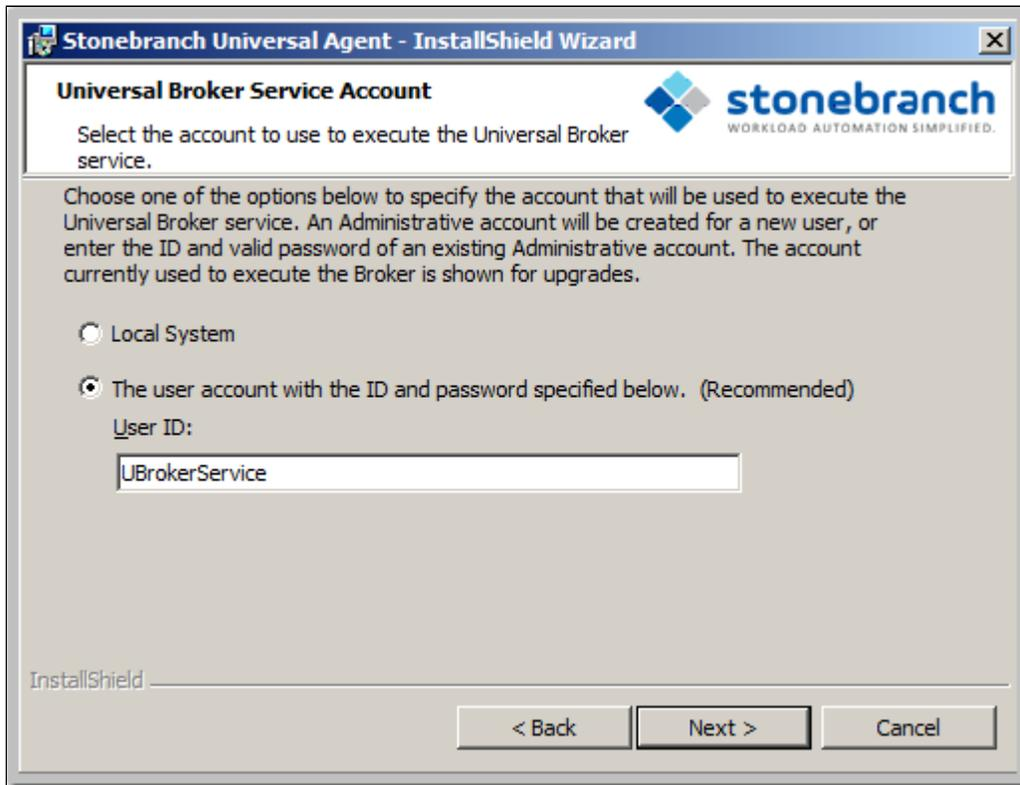 Stonebranch Universal Agent - InstallShield Wizard
Universal Broker Service Account
Select the account to use to execute the Universal Broker
service.
stonebranch
WORKLOAD AUTOMATION SIMPLIFIED.
Choose one of the options below to specify the account that will be used to execute the
Universal Broker service. An Administrative account will be created for a new user, or
enter the ID and valid password of an existing Administrative account. The account
currently used to execute the Broker is shown for upgrades.
Local System
The user account with the ID and password specified below. (Recommended)
User ID:
UBrokerService
InstallShield
< Back
Next >
Cancel